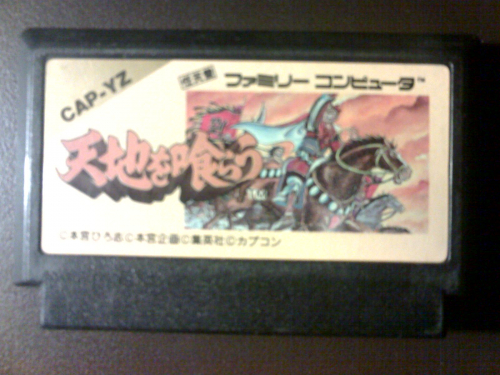 CAP-YZ
任天堂 ファミリー コンピュータ™
天地を喰らう
©本宮ひろ志©本宮企画©集英社©カプコン